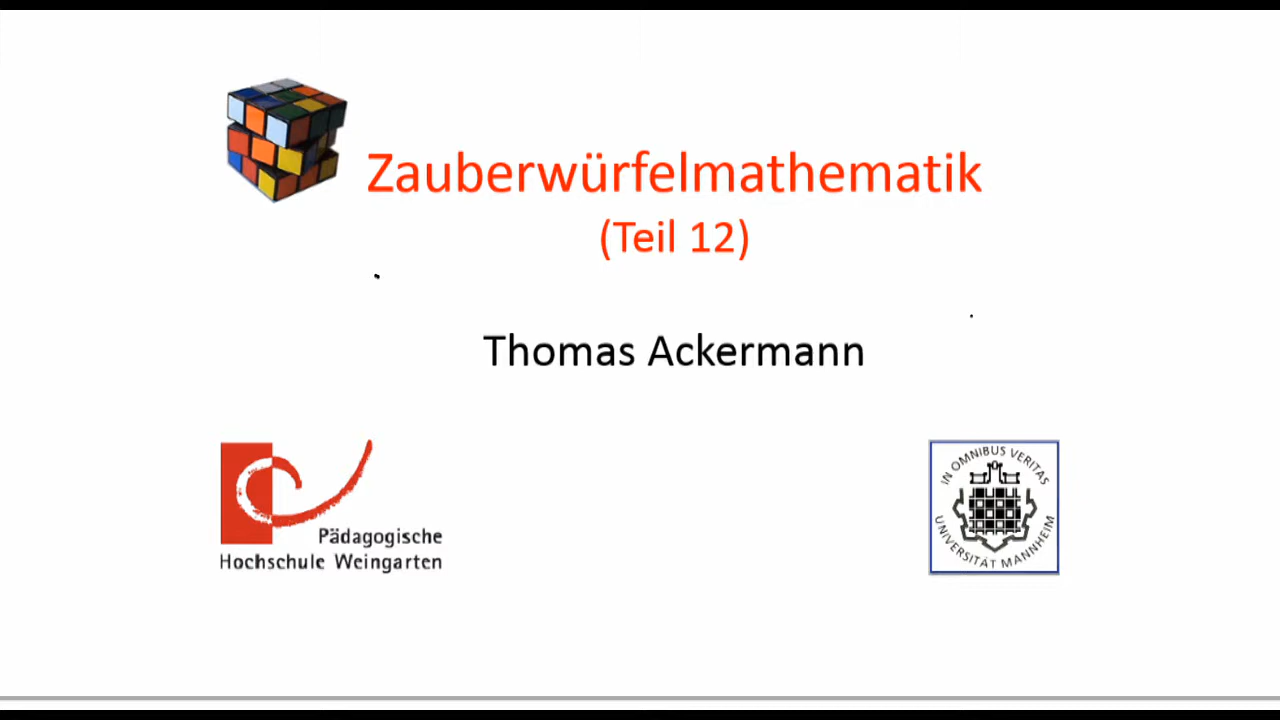 Zauberwürfelmathematik
(Teil 12)
Thomas Ackermann
Pädagogische
Hochschule Weingarten
IN OMNIBUS VERITAS
UNIVERSITÄT MANNHEIM